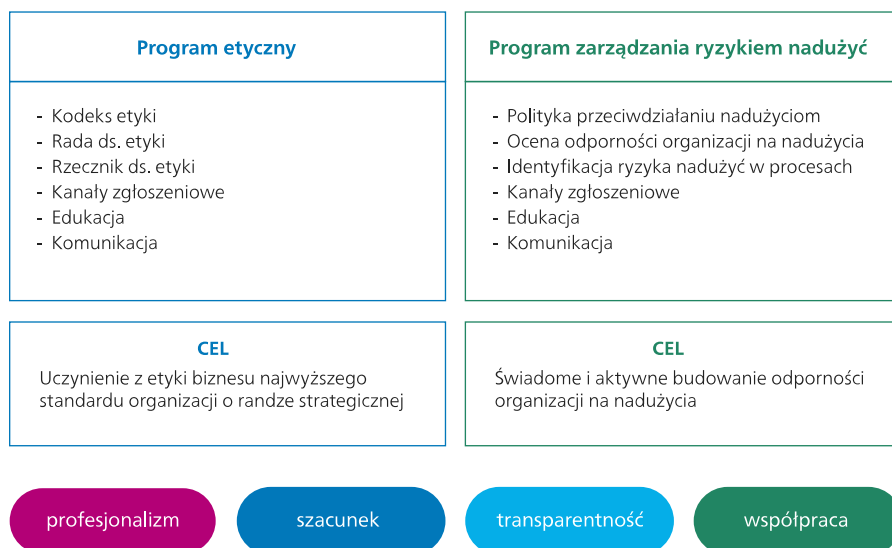 Program etyczny
- Kodeks etyki
- Rada ds. etyki
- Rzecznik ds. etyki
- Kanały zgłoszeniowe
- Edukacja
- Komunikacja
Program zarządzania ryzykiem nadużyć
- Polityka przeciwdziałaniu nadużyciom
- Ocena odporności organizacji na nadużycia
- Identyfikacja ryzyka nadużyć w procesach
- Kanały zgłoszeniowe
- Edukacja
- Komunikacja
CEL
Uczynienie z etyki biznesu najwyższego
standardu organizacji o randze strategicznej
CEL
Świadome i aktywne budowanie odporności
organizacji na nadużycia
profesjonalizm
szacunek
transparentność
współpraca